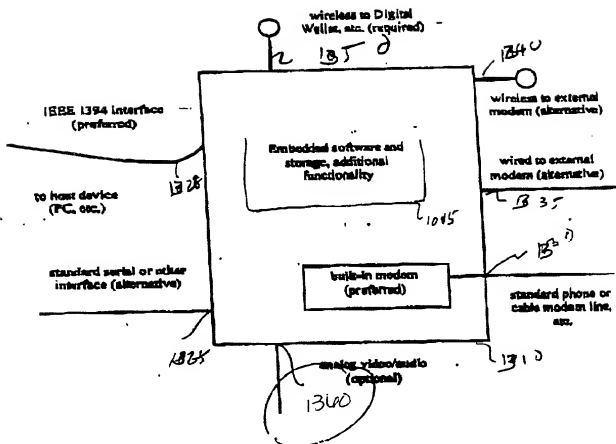 wireless to Digital
Wallet, etc. (required)
1340
IEEE 1394 interface
(preferred)
wireless to external
modem (alternative)
Embedded software and
storage, additional
functionality
wired to external
modem (alternative)
1328
1335
to host device
(PC, etc.)
1045
standard serial or other
interface (alternative)
built-in modem
(preferred)
standard phone or
cable modem line,
etc.
1325
1310
analog video/audio
(optional)
1360